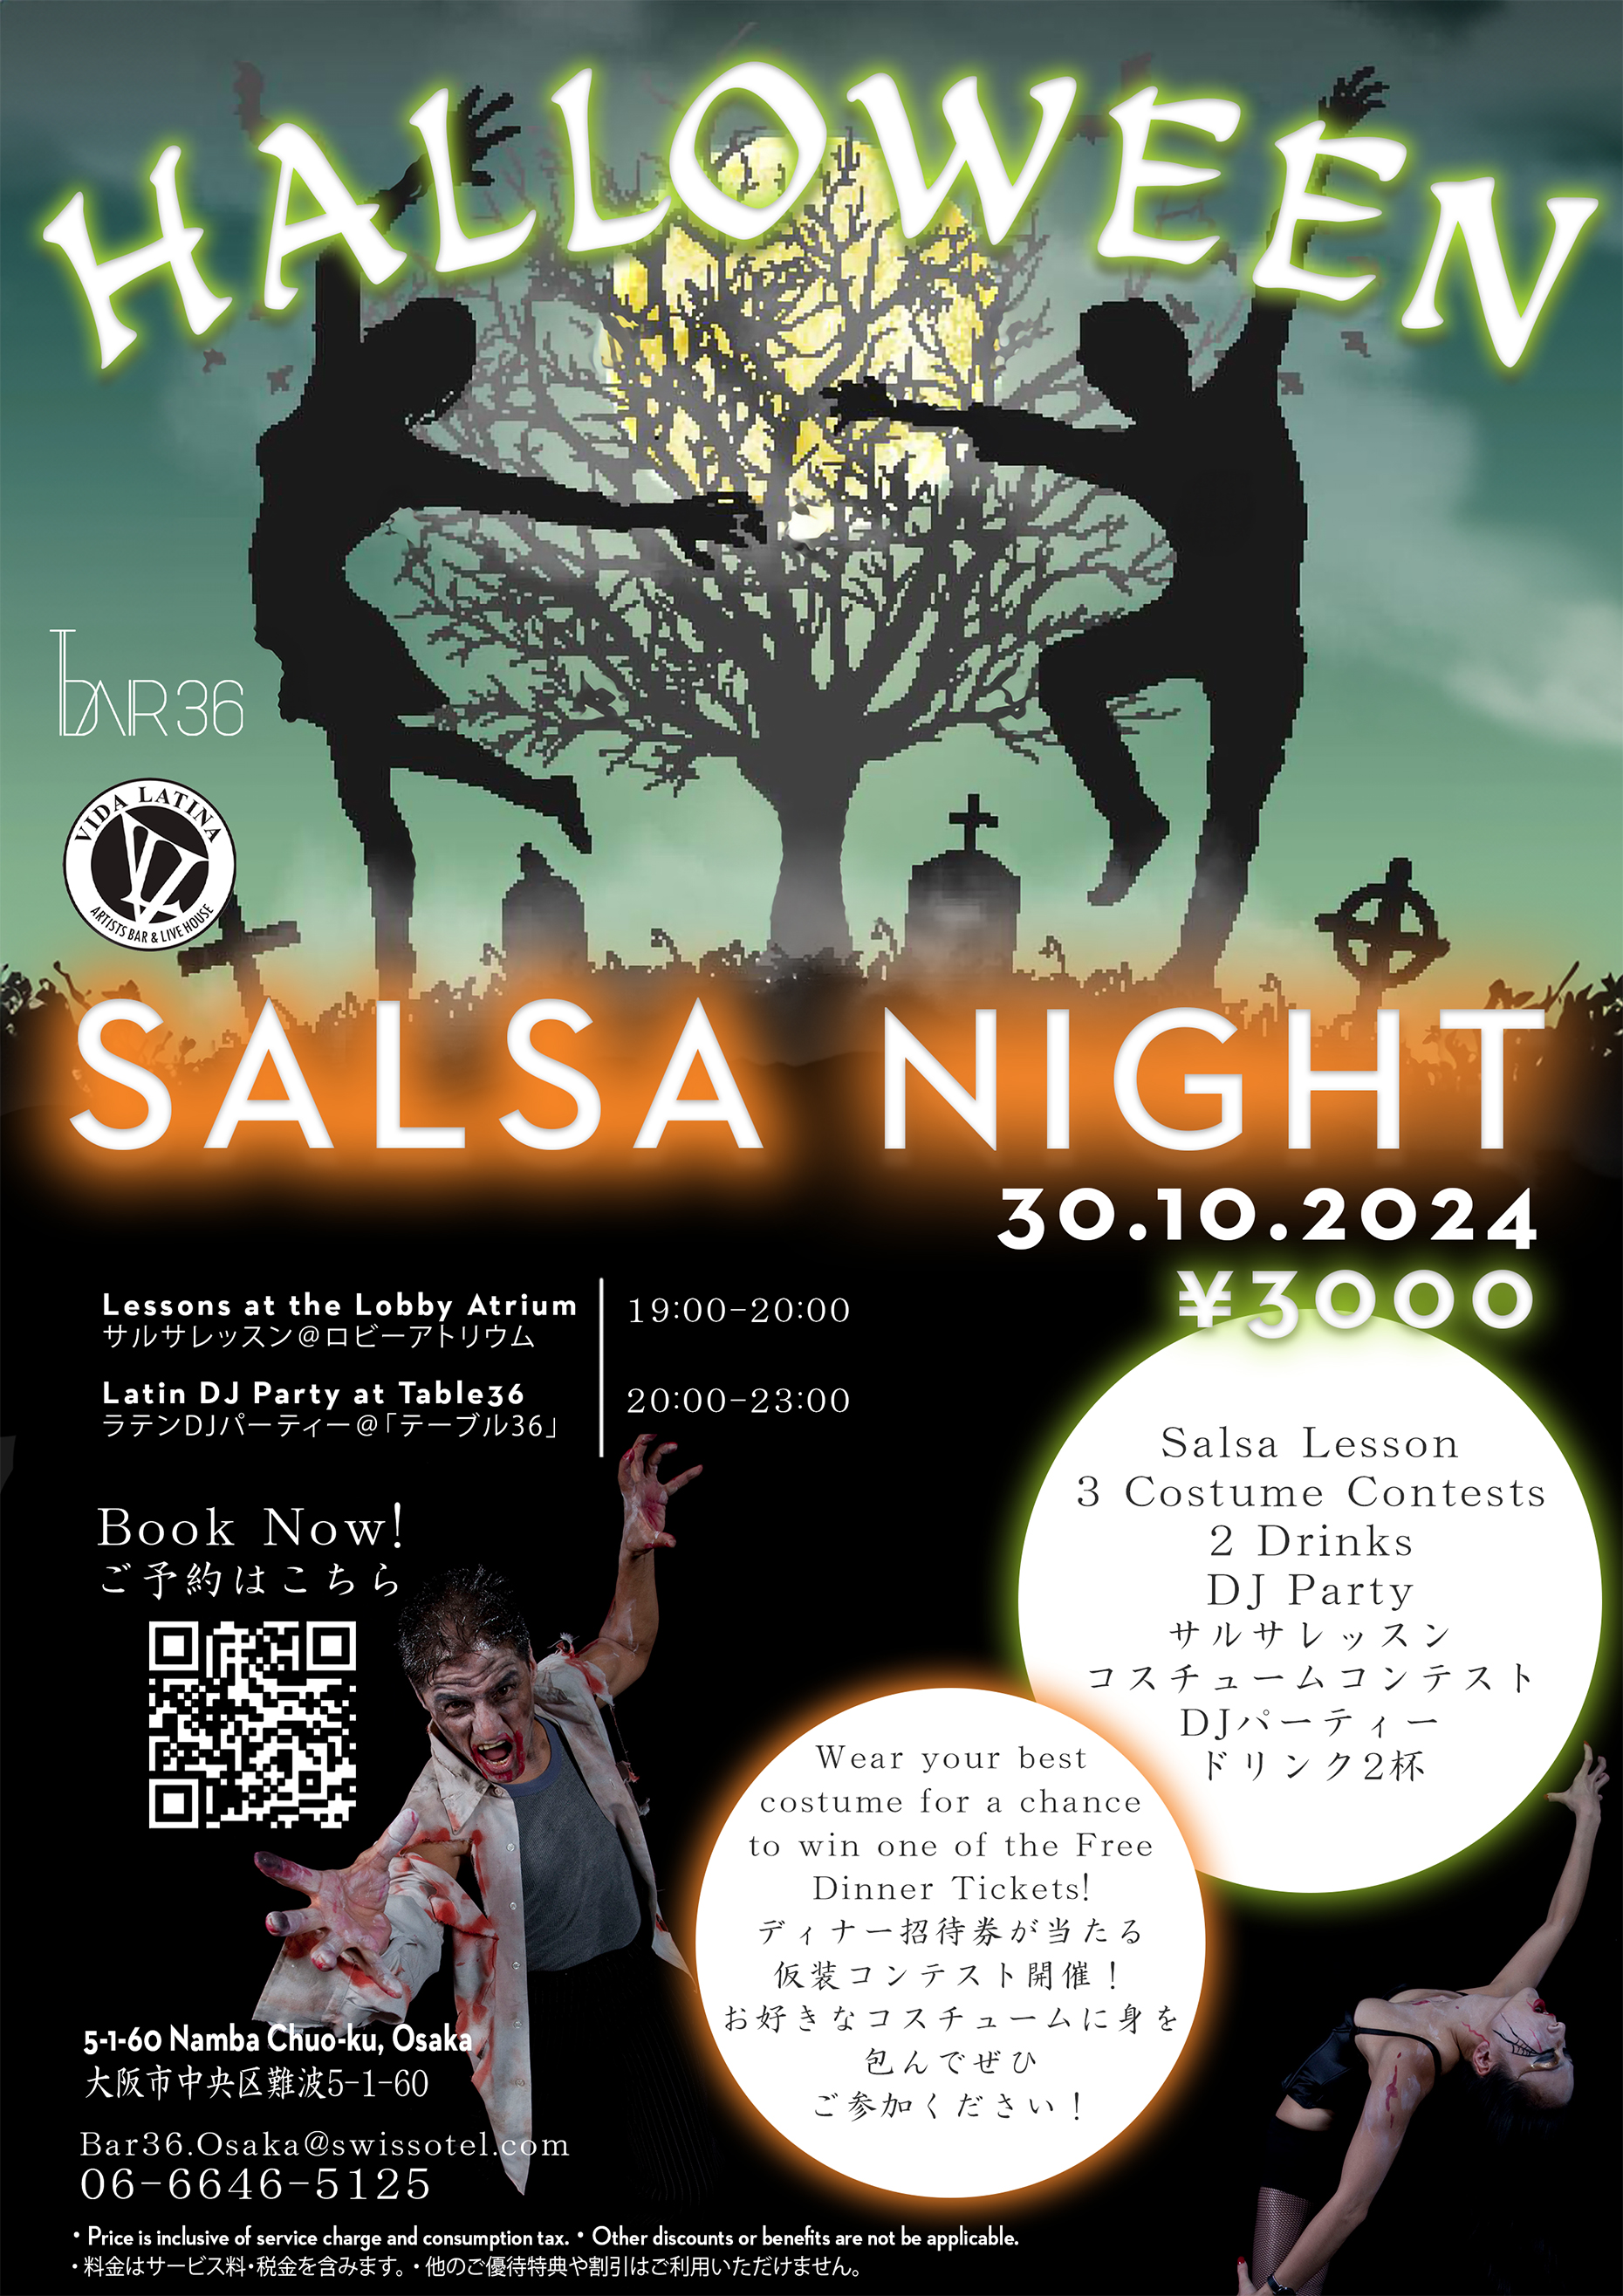 HALLOWEEN
bAR 36
VIDA LATINA
VL
ARTISTS BAR & LIVE HOUSE
SALSA NIGHT
30.10.2024
¥3000
Lessons at the Lobby Atrium
サルサレッスン@ロビーアトリウム
19:00-20:00
Latin DJ Party at Table36
ラテンDJパーティー@「テーブル36」
20:00-23:00
Salsa Lesson
3 Costume Contests
2 Drinks
DJ Party
サルサレッスン
コスチュームコンテスト
DJパーティー
ドリンク2杯
Book Now!
ご予約はこちら
Wear your best
costume for a chance
to win one of the Free
Dinner Tickets!
ディナー招待券が当たる
仮装コンテスト開催！
お好きなコスチュームに身を
包んでぜひ
ご参加ください！
5-1-60 Namba Chuo-ku, Osaka
大阪市中央区難波5-1-60
Bar36.Osaka@swissotel.com
06-6646-5125
・Price is inclusive of service charge and consumption tax.・Other discounts or benefits are not be applicable.
・料金はサービス料・税金を含みます。・他のご優待特典や割引はご利用いただけません。